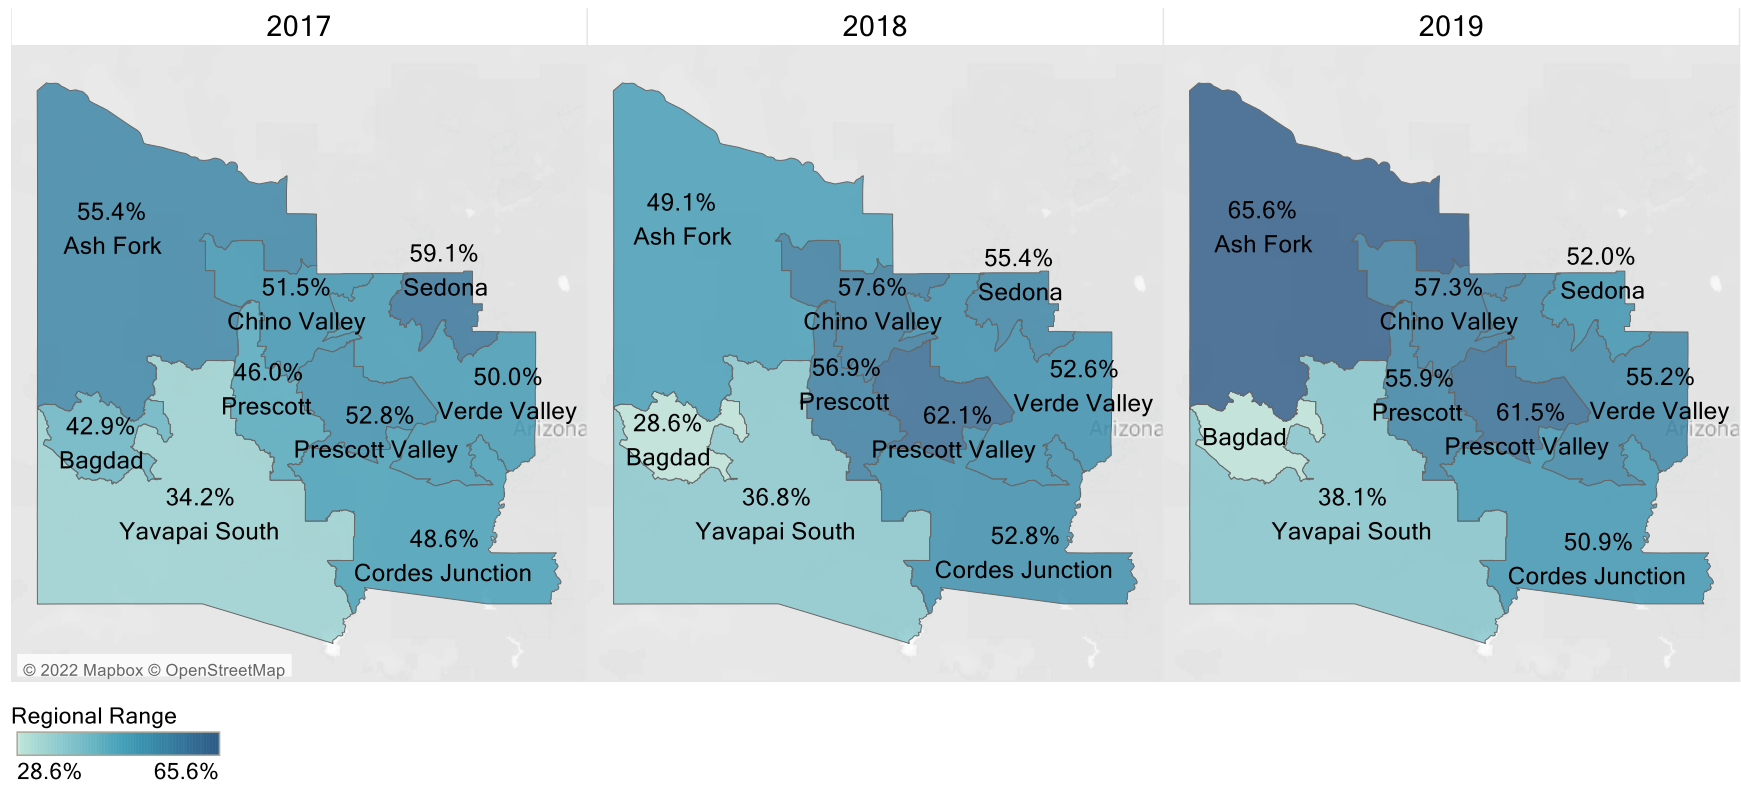 2017
2018
2019
55.4%
Ash Fork
59.1%
Sedona
51.5%
Chino Valley
46.0%
Prescott
50.0%
Verde Valley
52.8%
Prescott Valley
42.9%
Bagdad
34.2%
Yavapai South
48.6%
Cordes Junction
Arizona
49.1%
Ash Fork
55.4%
Sedona
57.6%
Chino Valley
56.9%
Prescott
52.6%
Verde Valley
62.1%
Prescott Valley
28.6%
Bagdad
36.8%
Yavapai South
52.8%
Cordes Junction
Arizona
65.6%
Ash Fork
52.0%
Sedona
57.3%
Chino Valley
55.9%
Prescott
55.2%
Verde Valley
61.5%
Prescott Valley
Bagdad
38.1%
Yavapai South
50.9%
Cordes Junction
Arizona
© 2022 Mapbox © OpenStreetMap
Regional Range
28.6% 65.6%